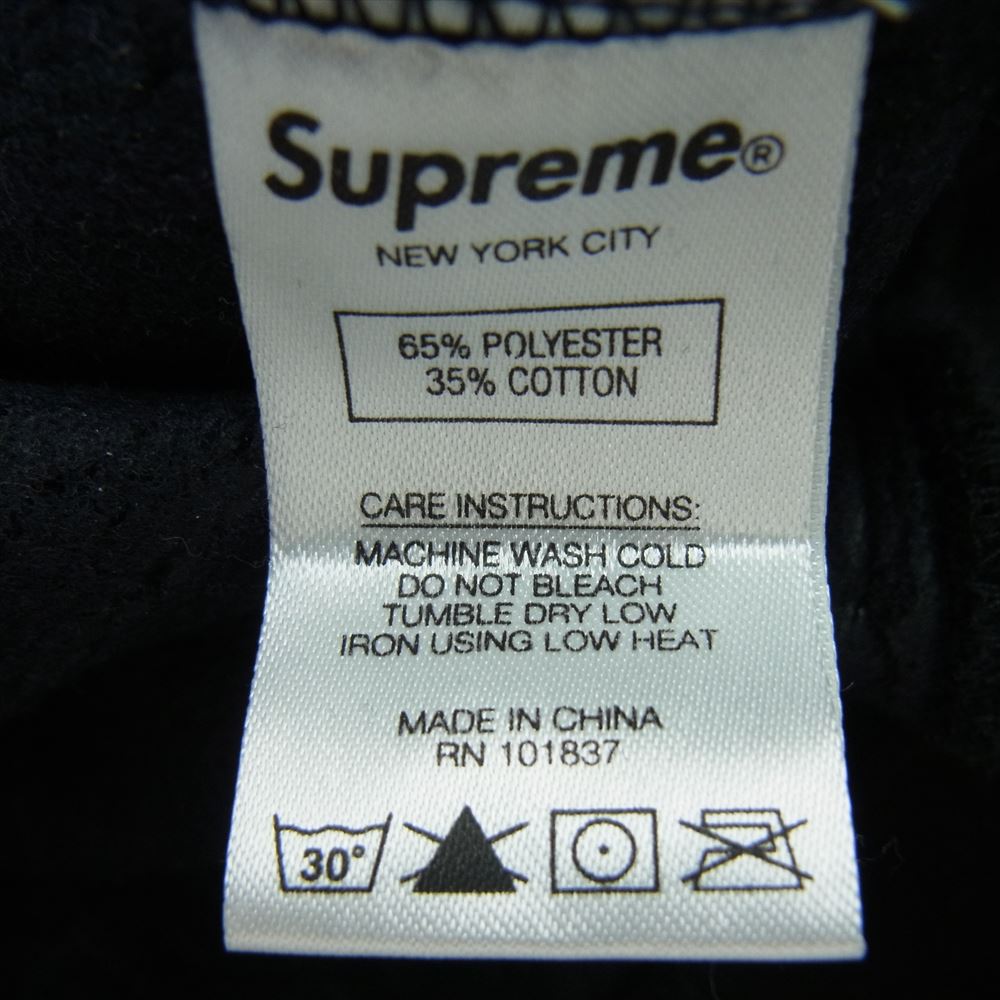 Supreme®
NEW YORK CITY
65% POLYESTER
35% COTTON
CARE INSTRUCTIONS:
MACHINE WASH COLD
DO NOT BLEACH
TUMBLE DRY LOW
IRON USING LOW HEAT
MADE IN CHINA
RN 101837
30°